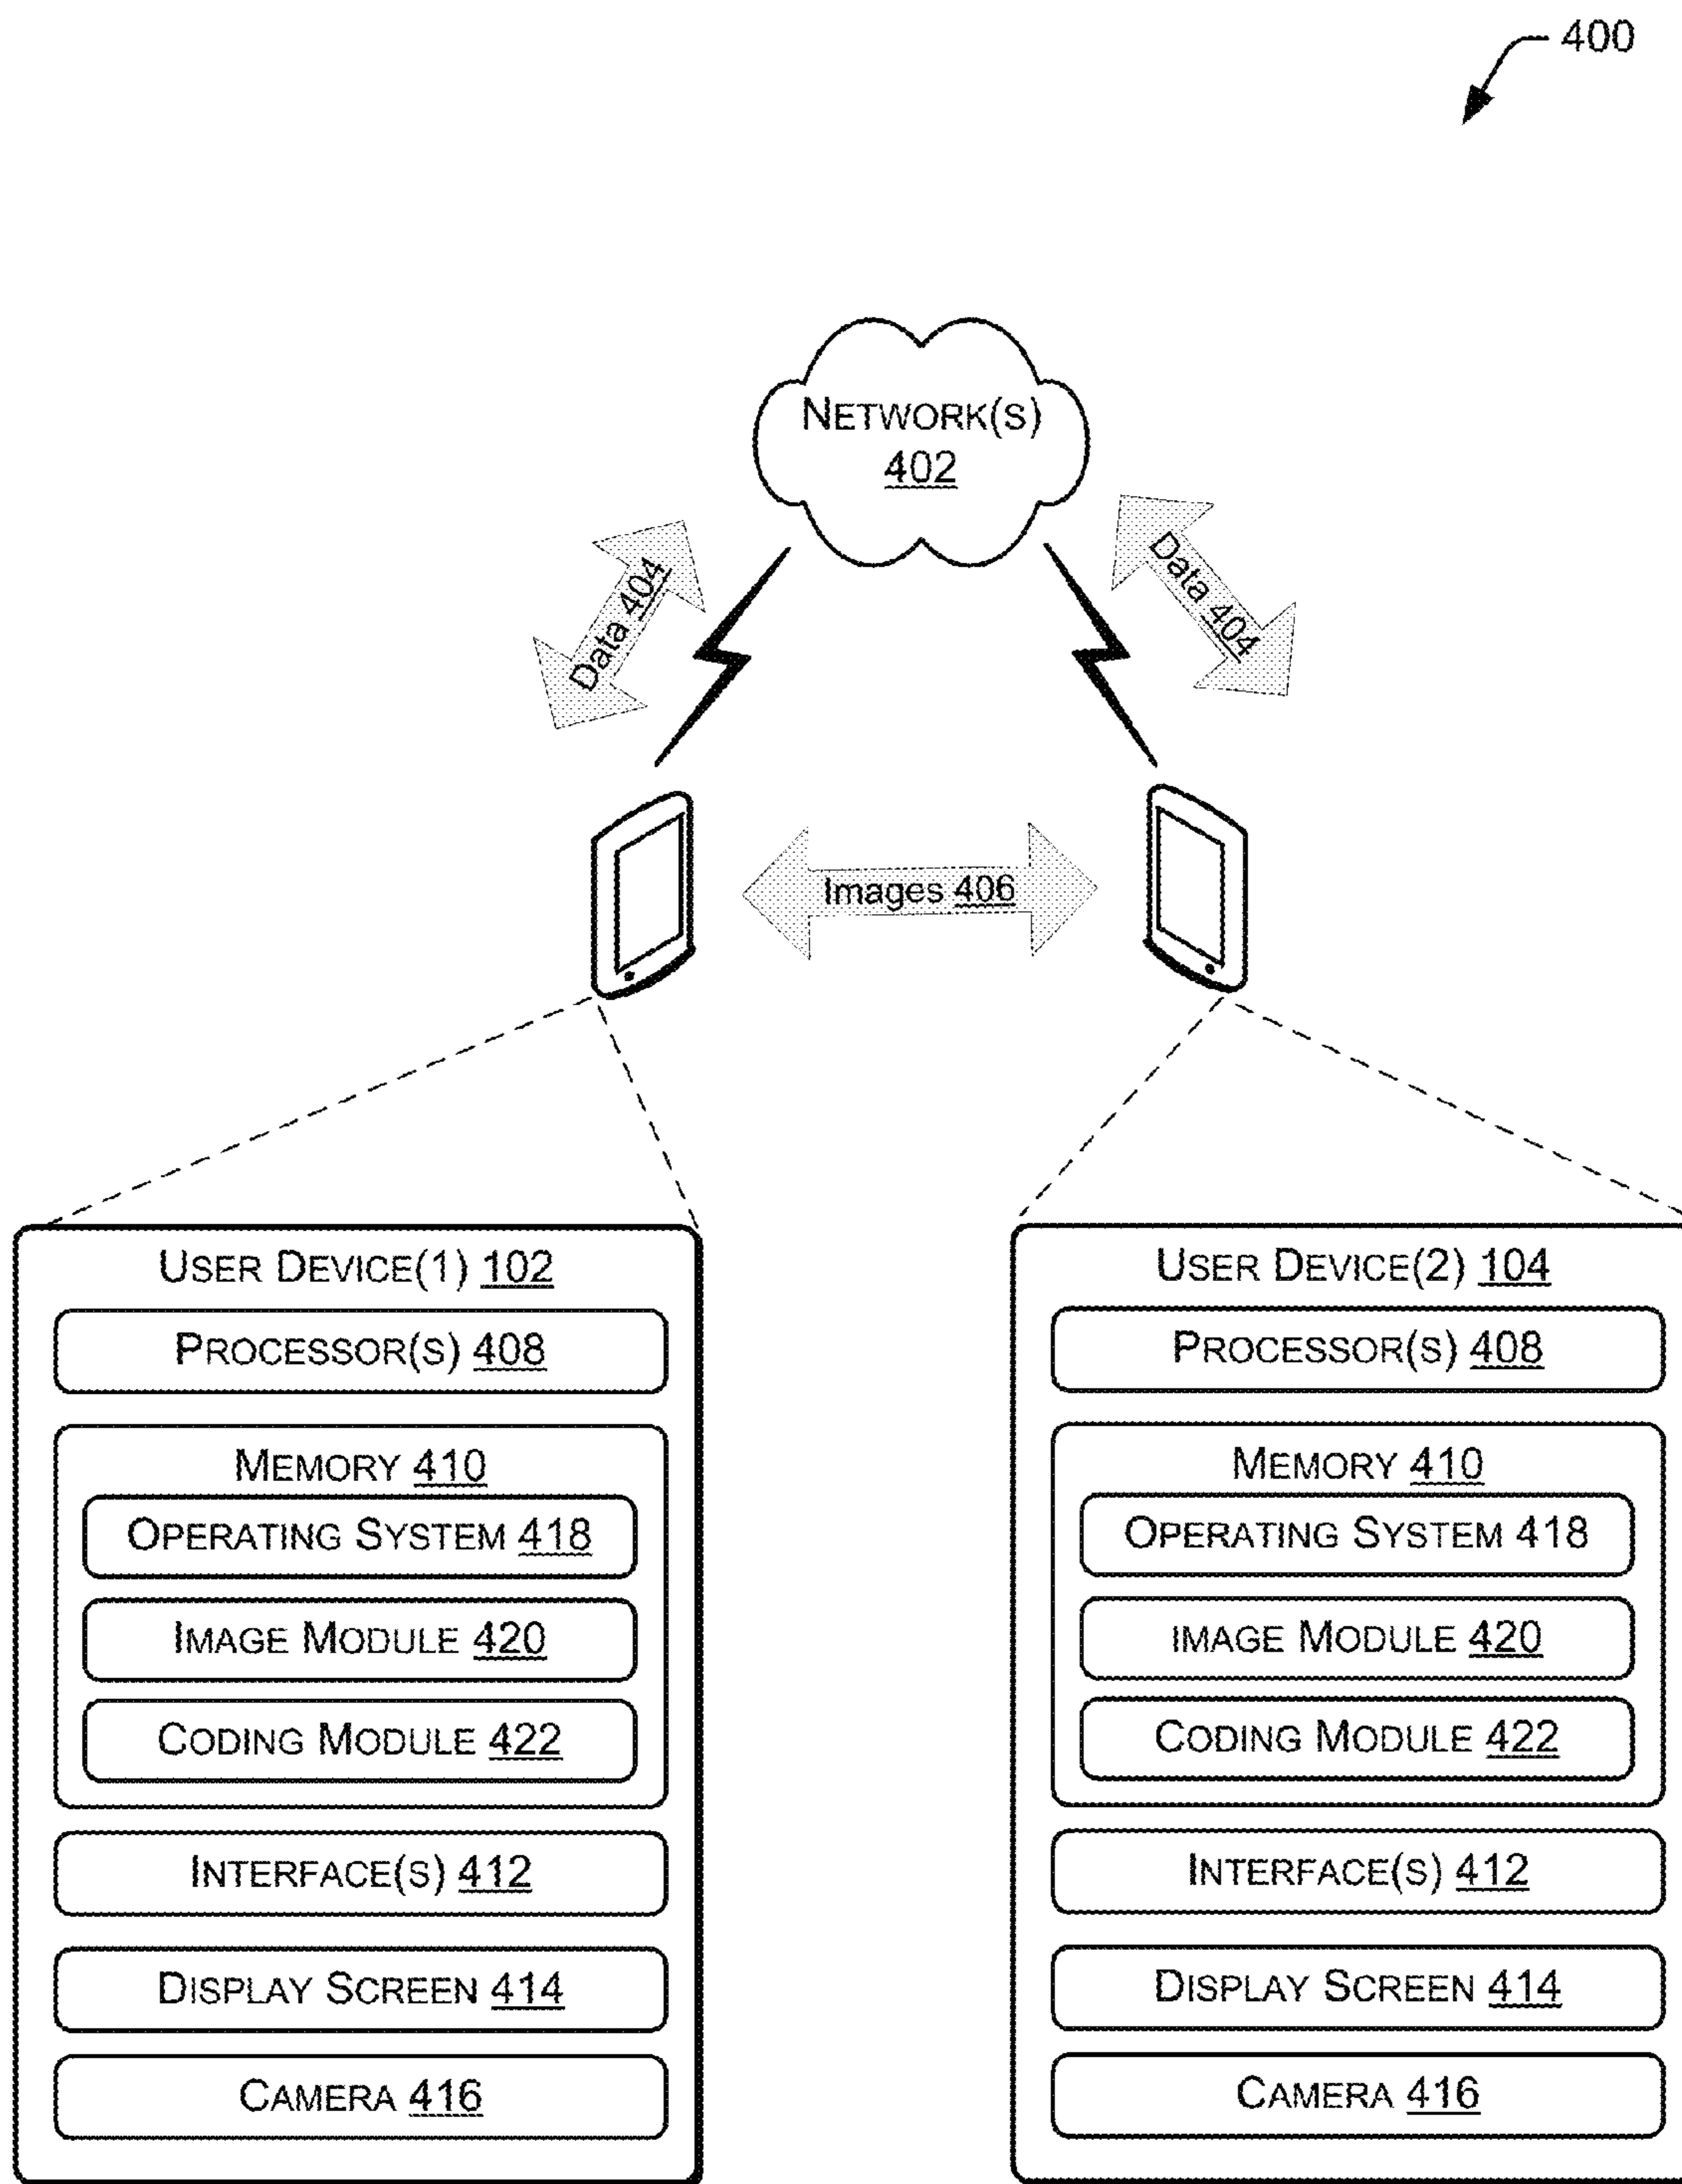 400
NETWORK(S)
402
Data 404
Data 404
Images 406
USER DEVICE(1) 102
PROCESSOR(S) 408
MEMORY 410
OPERATING SYSTEM 418
IMAGE MODULE 420
CODING MODULE 422
INTERFACE(S) 412
DISPLAY SCREEN 414
CAMERA 416
USER DEVICE(2) 104
PROCESSOR(S) 408
MEMORY 410
OPERATING SYSTEM 418
IMAGE MODULE 420
CODING MODULE 422
INTERFACE(S) 412
DISPLAY SCREEN 414
CAMERA 416